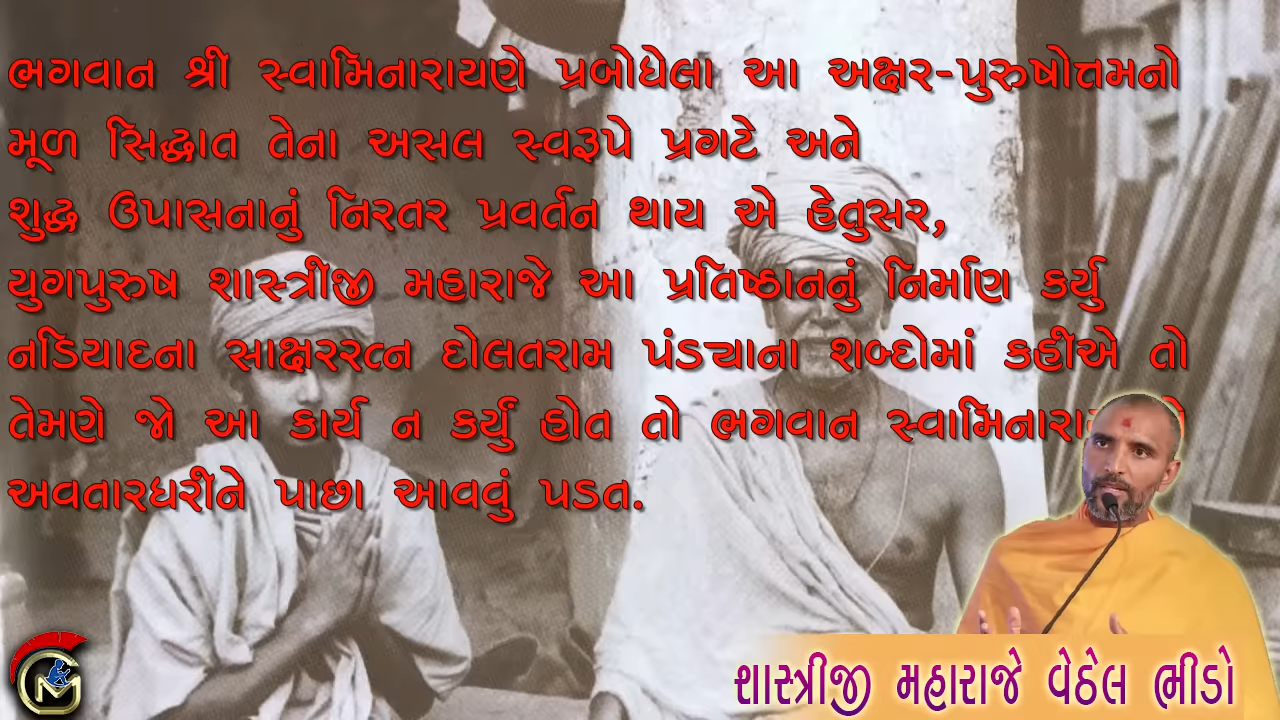 ભગવાન શ્રી સ્વામિનારાયણે પ્રબોધેલા આ અક્ષર-પુરુષોત્તમનો
મૂળ સિદ્ધાત તેના અસલ સ્વરૂપે પ્રગટે અને
શુદ્ધ ઉપાસનાનું નિરતર પ્રવર્તન થાય એ હેતુસર,
યુગપુરુષ શાસ્ત્રીજી મહારાજે આ પ્રતિષ્ઠાનનું નિર્માણ કર્યુ
નડિયાદના સાક્ષરરત્ન દોલતરામ પંડ્યાના શબ્દોમાં કહીએ તો
તેમણે જો આ કાર્ય ન કર્યું હોત તો ભગવાન
અવતારધરીને પાછા આવવું પડત.
શાસ્ત્રીજી મહારાજે વેઠેલ ભીડો